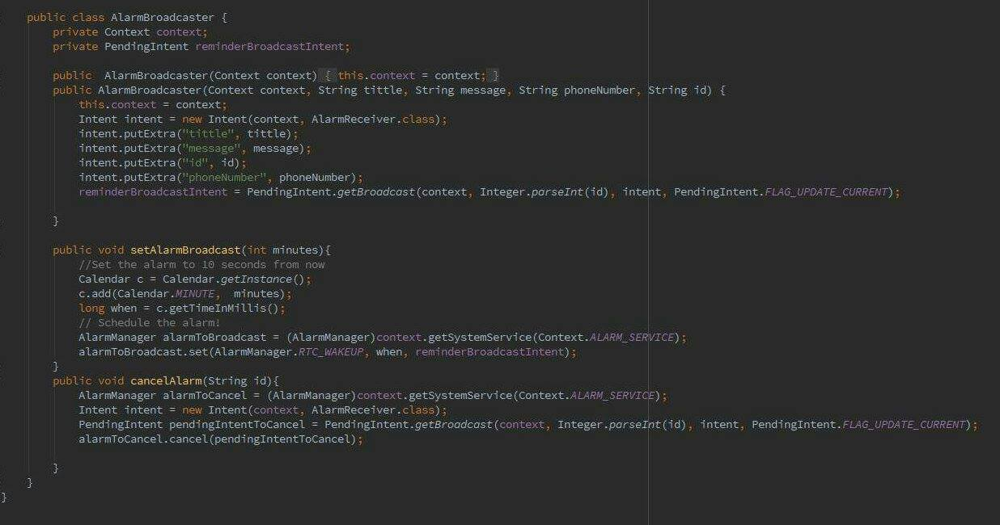 public class AlarmBroadcaster {
private Context context;
private PendingIntent reminderBroadcastIntent;
public  AlarmBroadcaster(Context context) { this.context = context; }
public AlarmBroadcaster(Context context, String tittle, String message, String phoneNumber, String id) {
this.context = context;
Intent intent = new Intent(context, AlarmReceiver.class);
intent.putExtra("tittle", tittle);
intent.putExtra("message", message);
intent.putExtra("id", id);
intent.putExtra("phoneNumber", phoneNumber);
reminderBroadcastIntent = PendingIntent.getBroadcast(context, Integer.parseInt(id), intent, PendingIntent.FLAG_UPDATE_CURRENT);
}
public void setAlarmBroadcast(int minutes){
//Set the alarm to 10 seconds from now
Calendar c = Calendar.getInstance();
c.add(Calendar.MINUTE,  minutes);
long when = c.getTimeInMillis();
// Schedule the alarm!
AlarmManager alarmToBroadcast = (AlarmManager)context.getSystemService(Context.ALARM_SERVICE);
alarmToBroadcast.set(AlarmManager.RTC_WAKEUP, when, reminderBroadcastIntent);
}
public void cancelAlarm(String id){
AlarmManager alarmToCancel = (AlarmManager)context.getSystemService(Context.ALARM_SERVICE);
Intent intent = new Intent(context, AlarmReceiver.class);
PendingIntent pendingIntentToCancel = PendingIntent.getBroadcast(context, Integer.parseInt(id), intent, PendingIntent.FLAG_UPDATE_CURRENT);
alarmToCancel.cancel(pendingIntentToCancel);
}
}
}